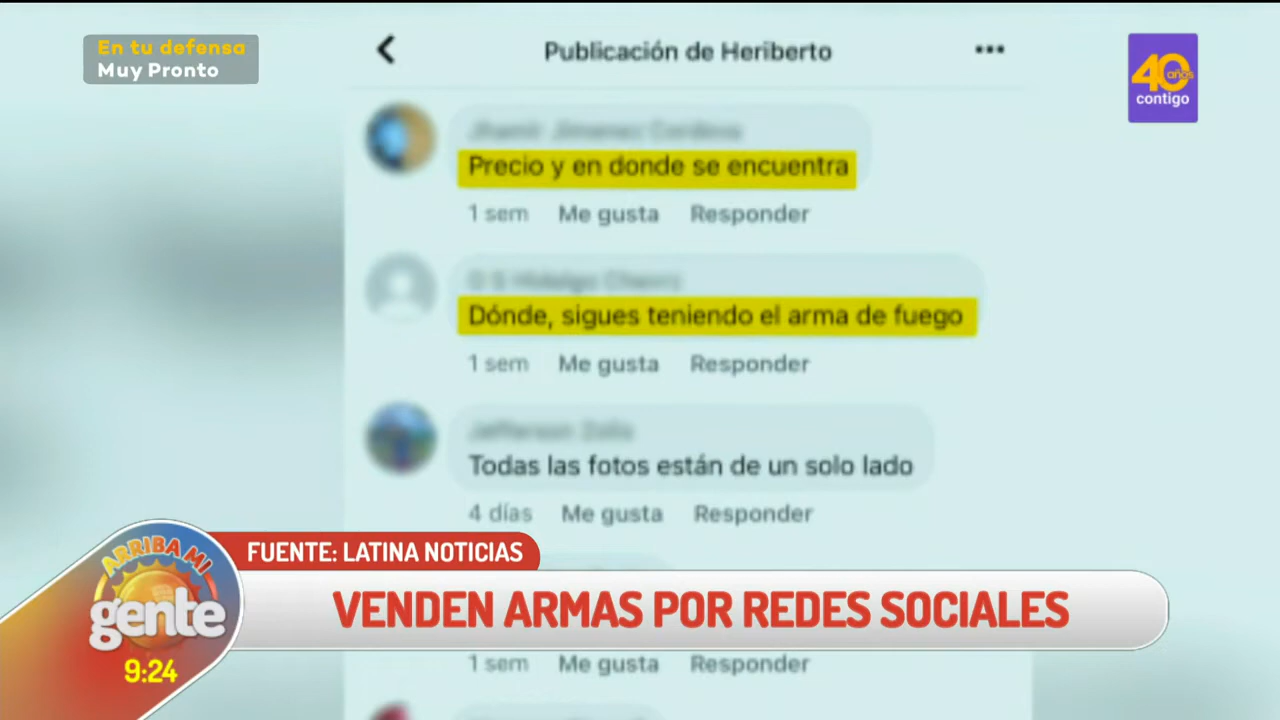 En tu defensa
Muy Pronto
Publicación de Heriberto
40
años
contigo
Precio y en donde se encuentra
1 sem Me gusta Responder
Dónde, sigues teniendo el arma de fuego
1 sem Me gusta Responder
Todas las fotos están de un solo lado
4 días Me gusta Responder
FUENTE: LATINA NOTICIAS
ARRIBA MI
gente
VENDEN ARMAS POR REDES SOCIALES
9:24
1 sem Me gusta Responder